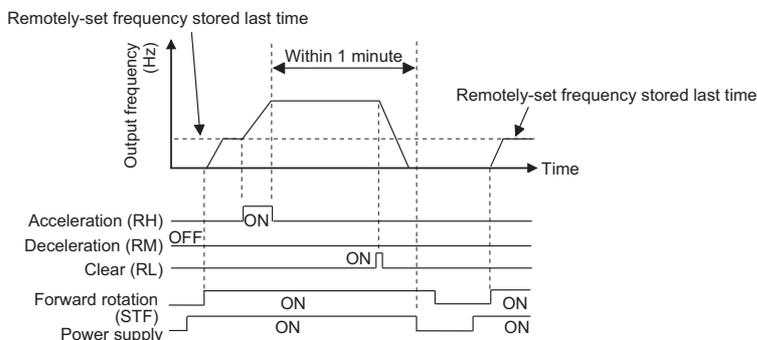 Remotely-set frequency stored last time
Output frequency
(Hz)
Within 1 minute
Remotely-set frequency stored last time
Time
Acceleration (RH)
ON
Deceleration (RM)
OFF
Clear (RL)
ON
Forward rotation
(STF)
ON
ON
Power supply
ON
ON